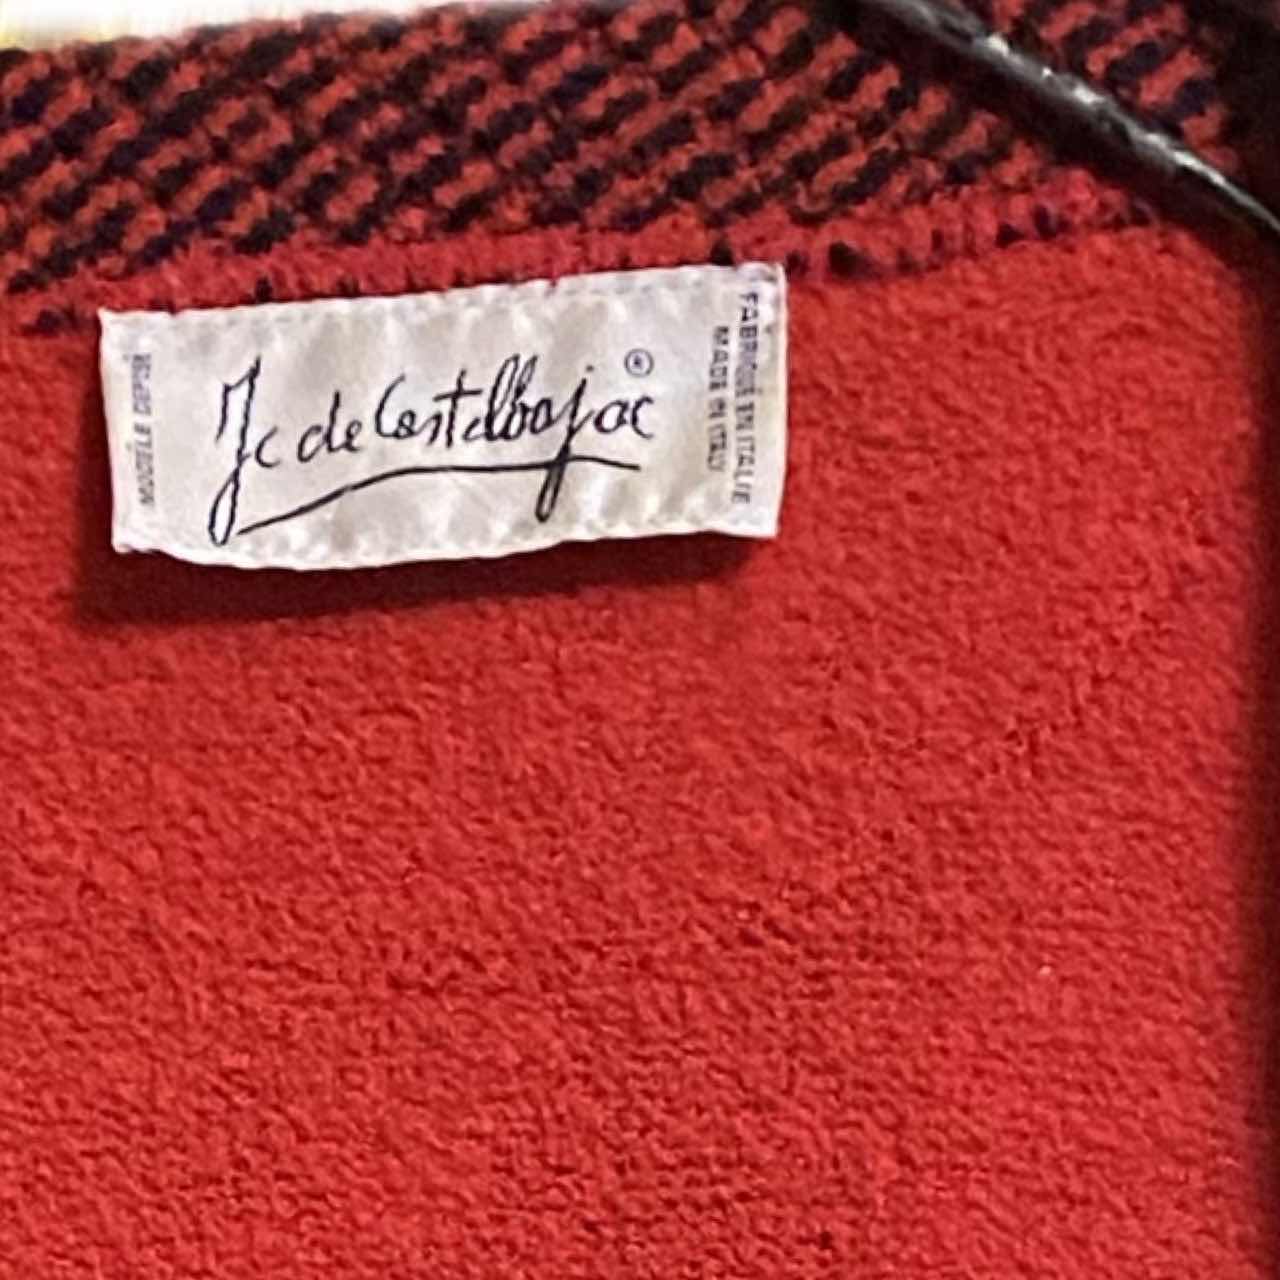 MODÈLE DÉPOSÉ
Jc de Castelbajac ®
FABRIQUÉ EN ITALIE
MADE IN ITALY